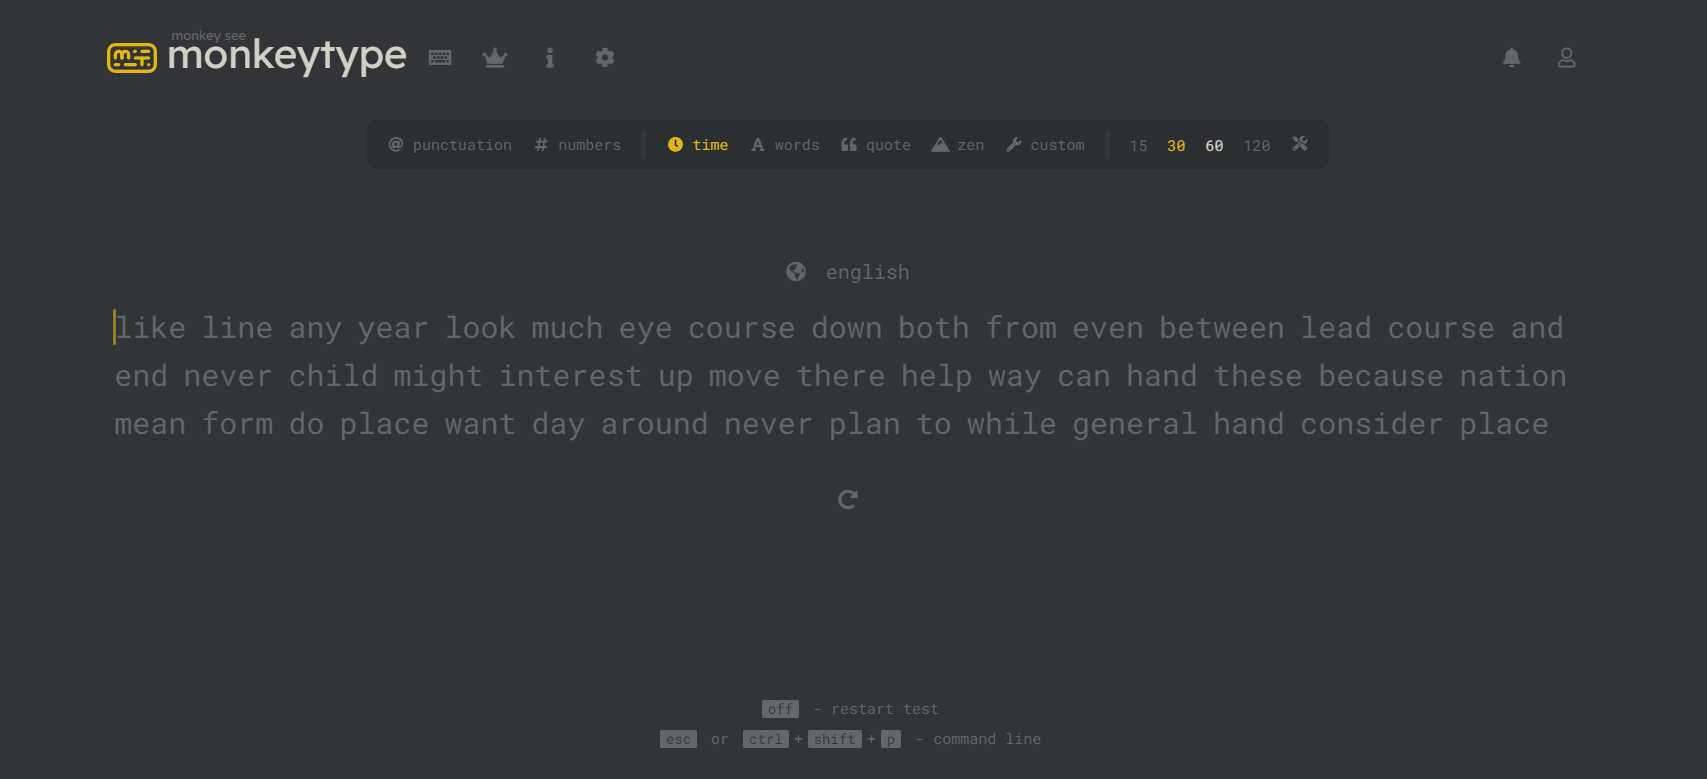 monkey see
monkeytype
@ punctuation # numbers time A words quote zen custom 15 30 60 120
english
like line any year look much eye course down both from even between lead course and
end never child might interest up move there help way can hand these because nation
mean form do place want day around never plan to while general hand consider place
off - restart test
esc or ctrl + shift + p - command line